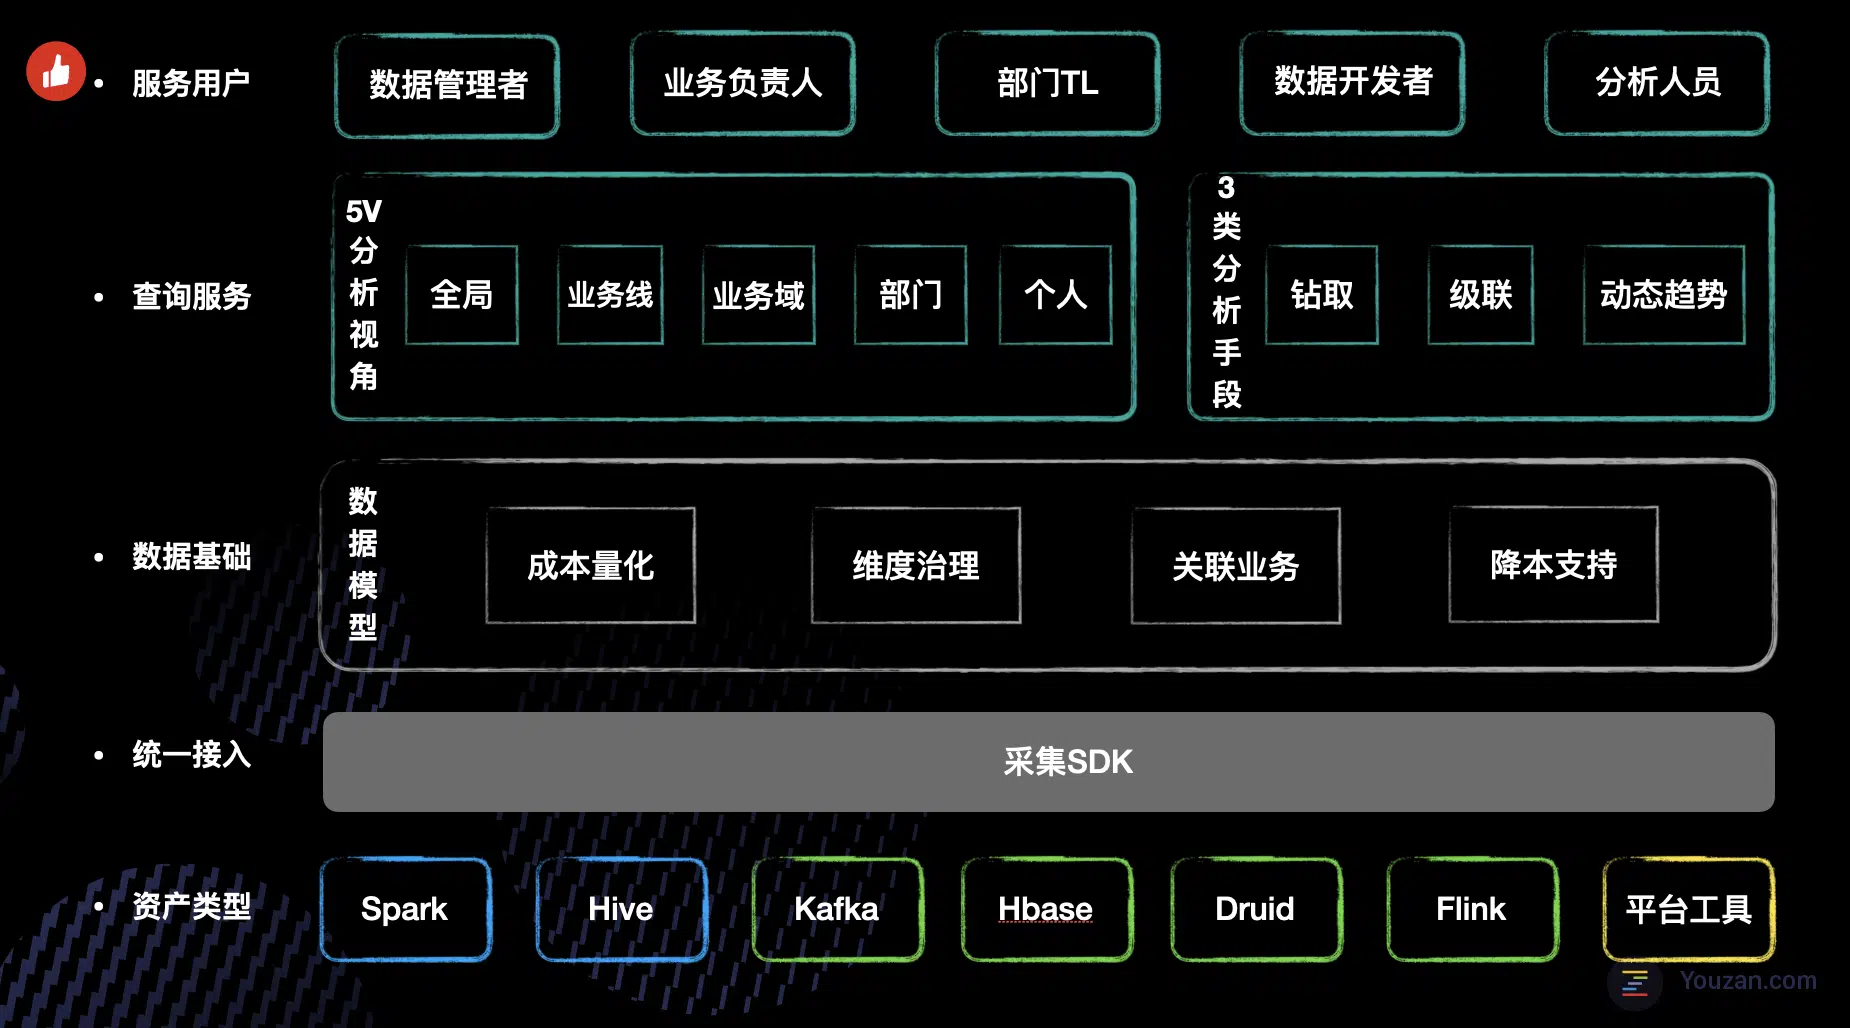 • 服务用户
数据管理者
业务负责人
部门TL
数据开发者
分析人员
• 查询服务
5V
分
析
视
角
全局
业务线
业务域
部门
个人
3
类
分
析
手
段
钻取
级联
动态趋势
• 数据基础
数
据
模
型
成本量化
维度治理
关联业务
降本支持
• 统一接入
采集SDK
• 资产类型
Spark
Hive
Kafka
Hbase
Druid
Flink
平台工具
Youzan.com